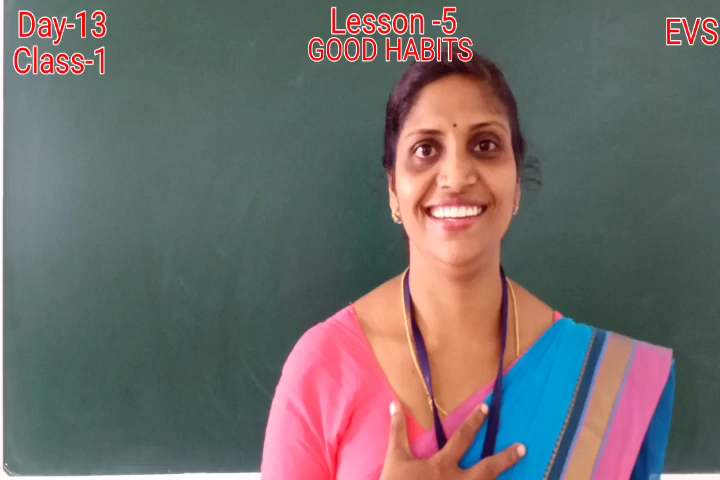 Day-13
Class-1
Lesson -5
GOOD HABITS
EVS